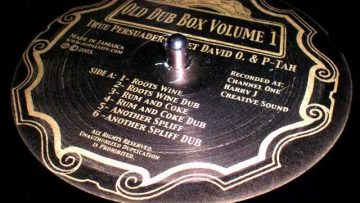 OLD DUB BOX VOLUME 1
TRUE PERSUADERS MEET DAVID O. & P-TAH
MADE IN JAMAICA
SIDE A:
1- ROOTS WINE
2- ROOTS WINE DUB
3- RUM AND COKE
4- RUM AND COKE DUB
5- ANOTHER SPLIFF
6- ANOTHER SPLIFF DUB
RECORDED AT:
CHANNEL ONE
HARRY J
CREATIVE SOUND
ALL RIGHTS RESERVED.
UNAUTHORIZED DUPLICATION
IS PROHIBITED.